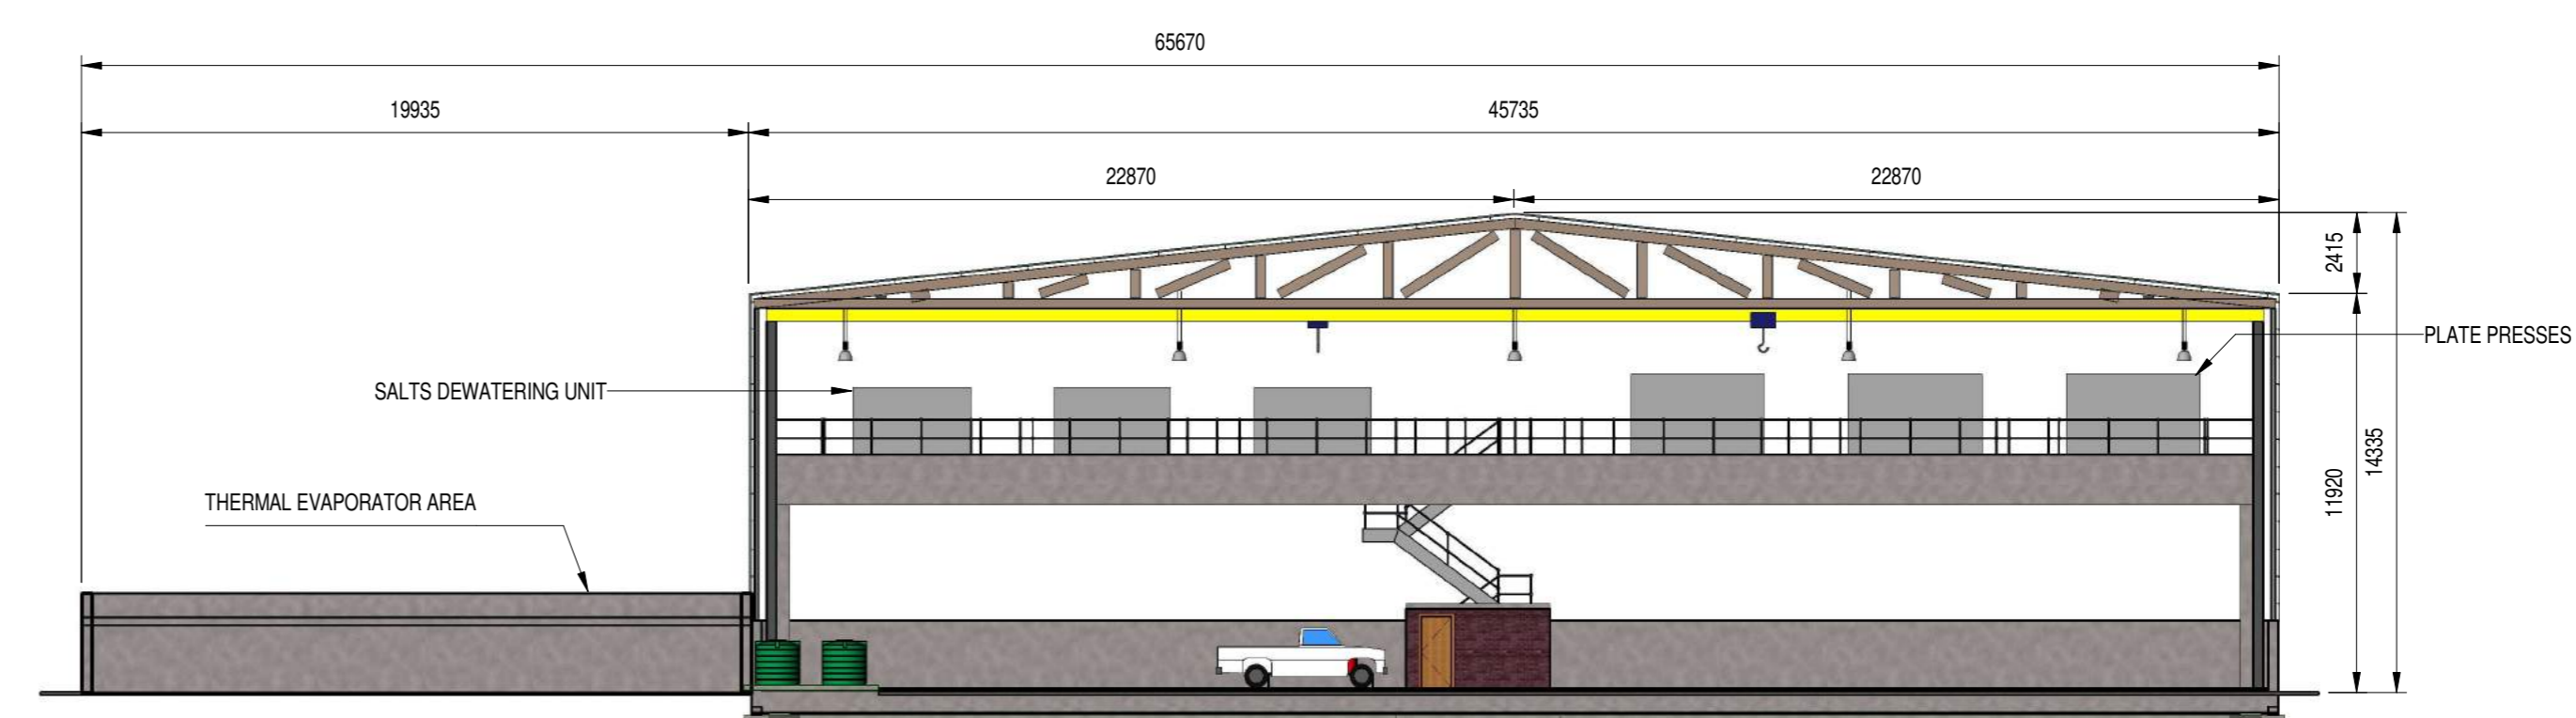 65670
19935
45735
22870
22870
2415
PLATE PRESSES
SALTS DEWATERING UNIT
14335
11920
THERMAL EVAPORATOR AREA